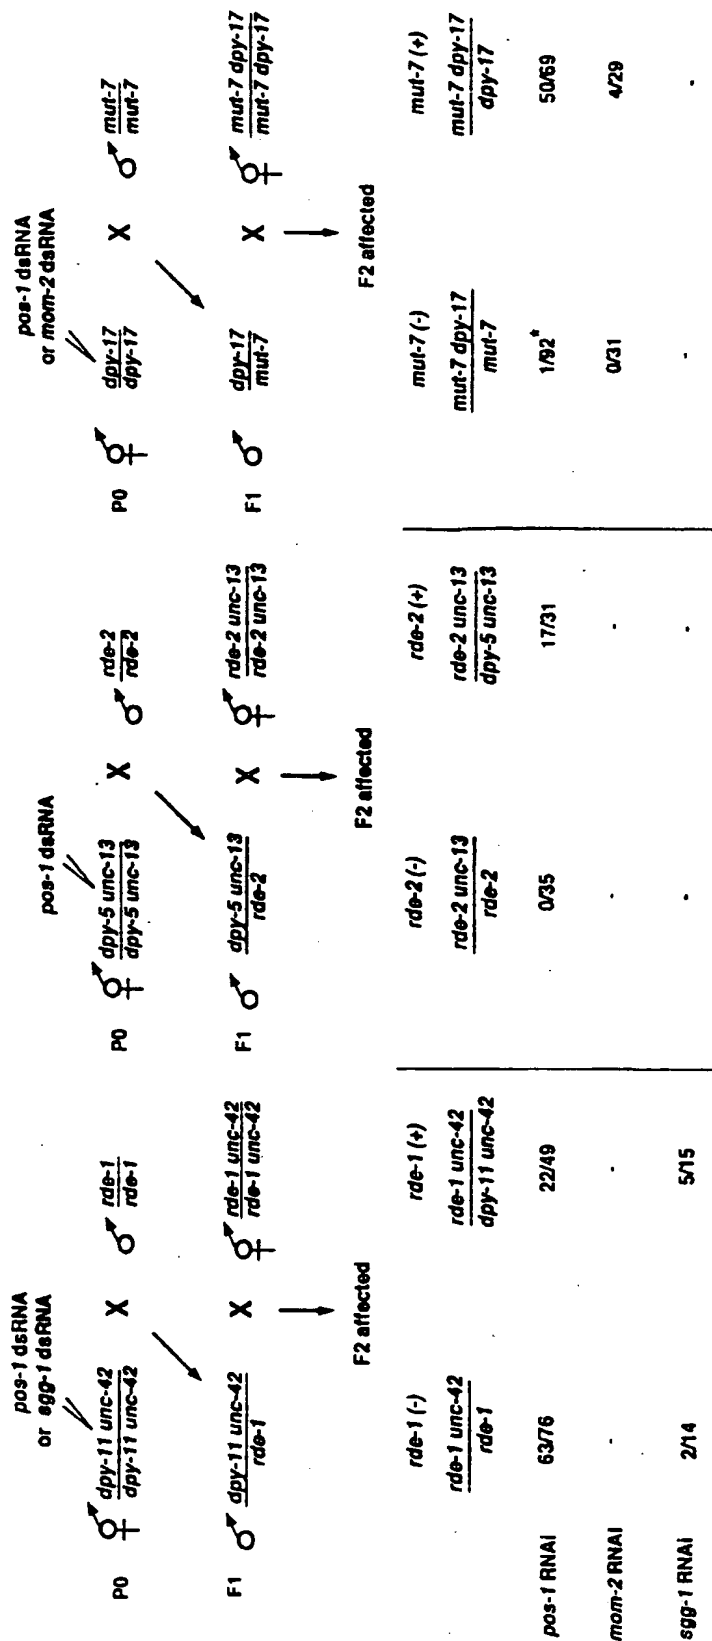 pos-1 dsRNA
or sgg-1 dsRNA
P0 dpy-11 unc-42 X rde-1
dpy-11 unc-42 rde-1
F1 dpy-11 unc-42 X rde-1 unc-42
rde-1 rde-1 unc-42
F2 affected
rde-1 (-) rde-1 (+)
rde-1 unc-42 rde-1 unc-42
rde-1 dpy-11 unc-42
pos-1 dsRNA
P0 dpy-5 unc-13 X rde-2
dpy-5 unc-13 rde-2
F1 dpy-5 unc-13 X rde-2 unc-13
rde-2 rde-2 unc-13
F2 affected
rde-2 (-) rde-2 (+)
rde-2 unc-13 rde-2 unc-13
rde-2 dpy-5 unc-13
pos-1 dsRNA
or mom-2 dsRNA
P0 dpy-17 X mut-7
dpy-17 mut-7
F1 dpy-17 X mut-7 dpy-17
mut-7 mut-7 dpy-17
F2 affected
mut-7 (-) mut-7 (+)
mut-7 dpy-17 mut-7 dpy-17
mut-7 dpy-17
pos-1 RNAi 63/76 22/49 0/35 17/31 1/92* 50/69
mom-2 RNAi - - - - 0/31 4/29
sgg-1 RNAi 2/14 5/15 - - - -